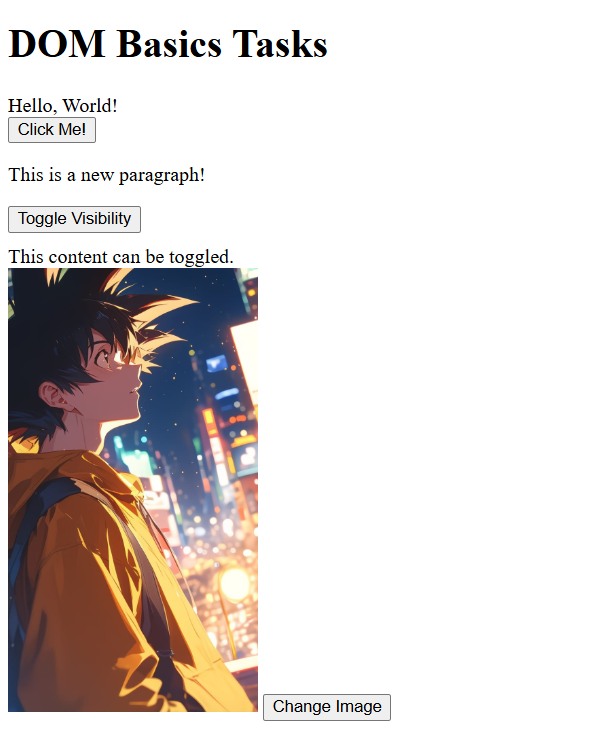 DOM Basics Tasks
Hello, World!
Click Me!
This is a new paragraph!
Toggle Visibility
This content can be toggled.
Change Image